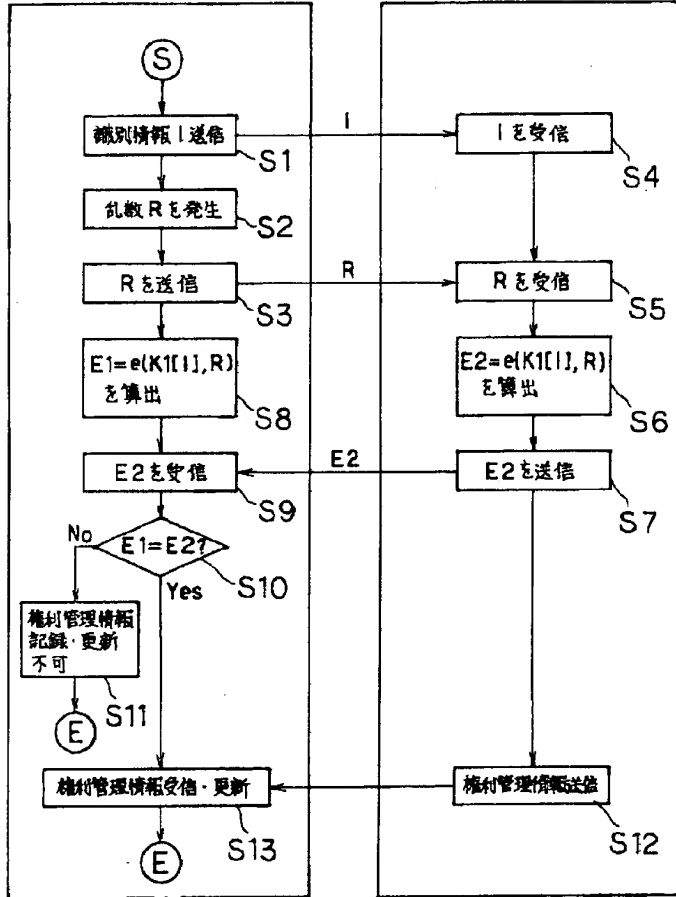 S
識別情報I送信
S1
I
Iを受信
S4
乱数Rを発生
S2
Rを送信
S3
R
Rを受信
S5
E1=e(K1[I],R)
を算出
S8
E2=e(K1[I],R)
を算出
S6
E2を受信
S9
E2
E2を送信
S7
E1=E2?
S10
No
Yes
権利管理情報
記録・更新
不可
S11
E
権利管理情報受信・更新
S13
権利管理情報送信
S12
E